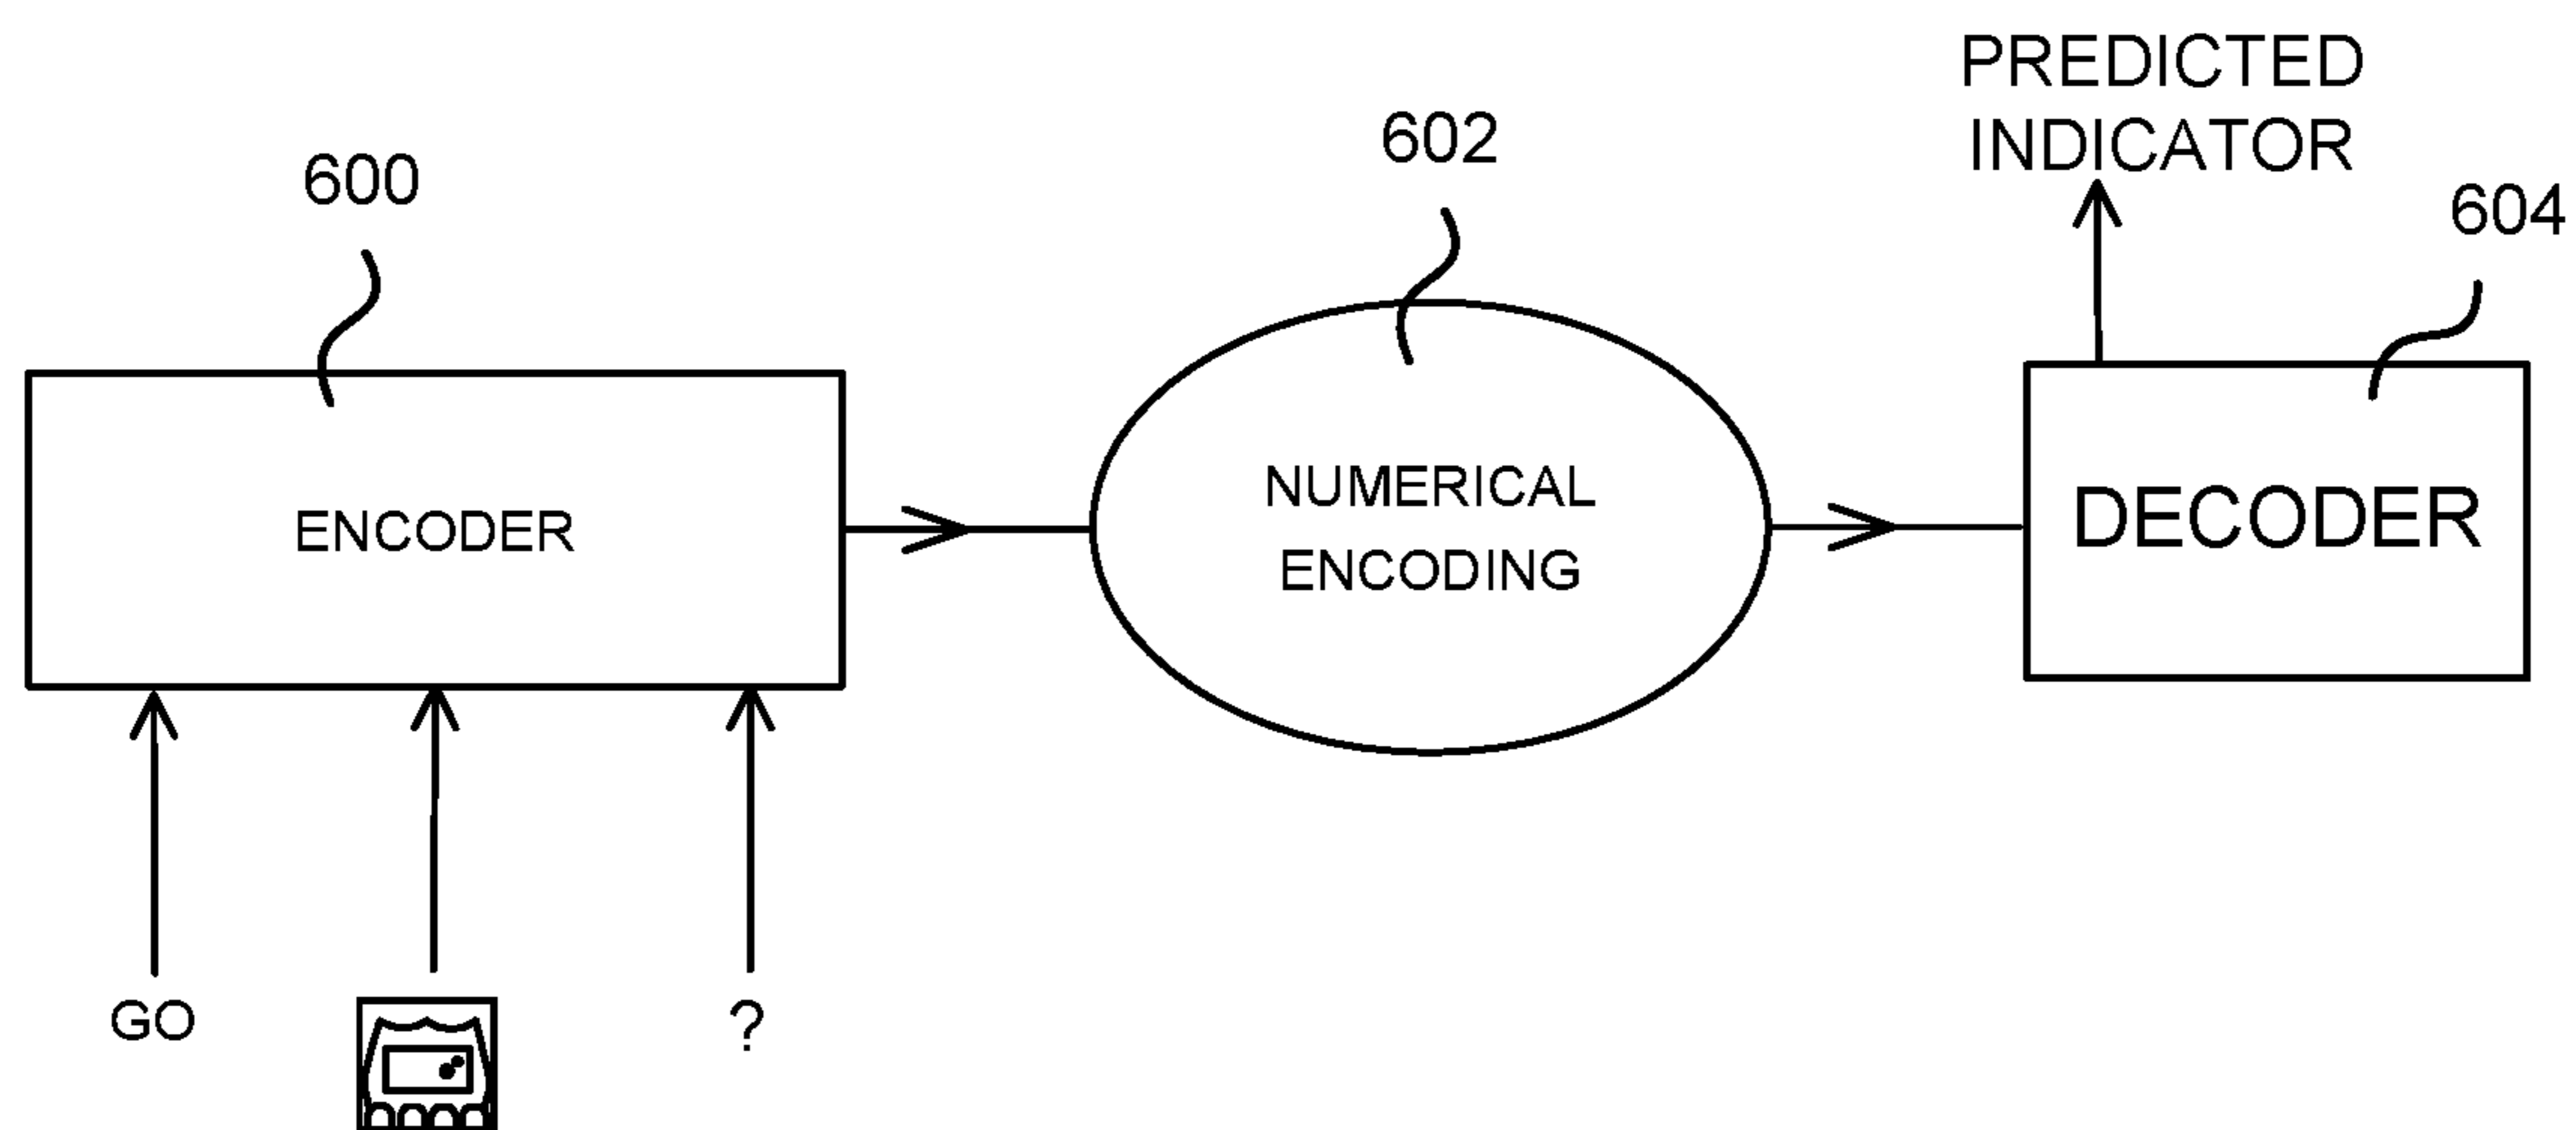 PREDICTED
INDICATOR
602
600
604
ENCODER
NUMERICAL
ENCODING
DECODER
GO
?